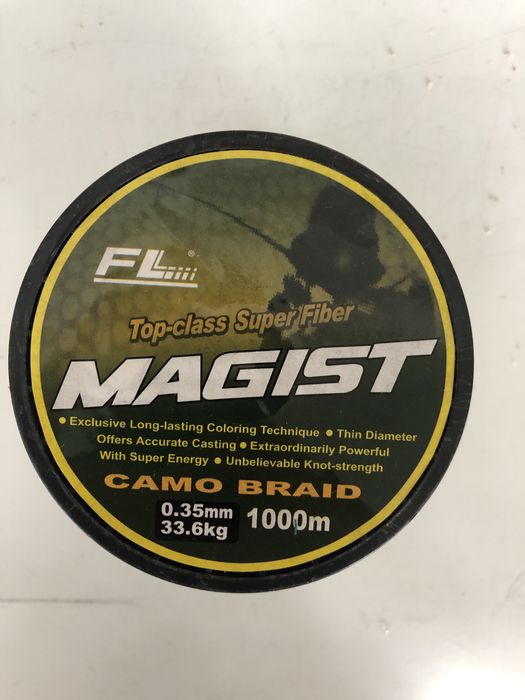 FL®
Top-class Super Fiber
MAGIST
● Exclusive Long-lasting Coloring Technique ● Thin Diameter
Offers Accurate Casting ● Extraordinarily Powerful
With Super Energy ● Unbelievable Knot-strength
CAMO BRAID
0.35mm
33.6kg 1000m